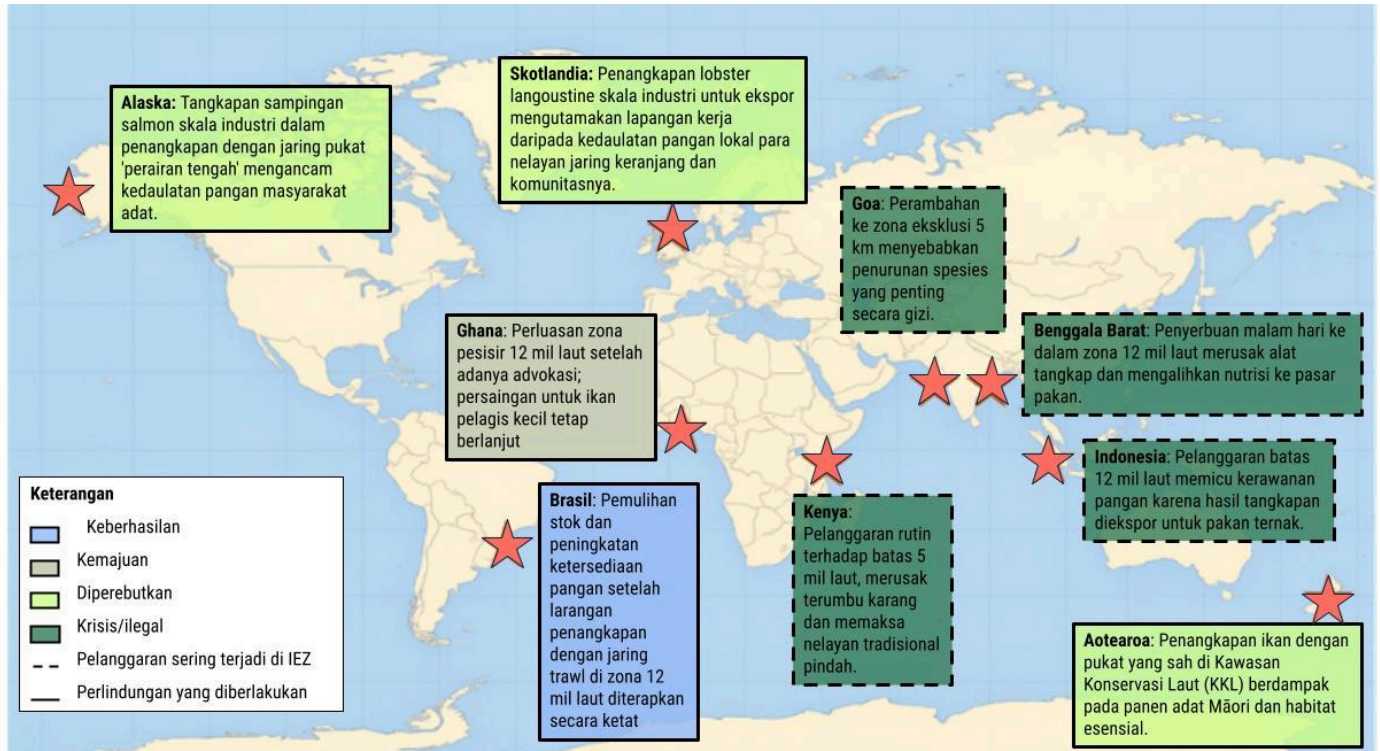 Alaska: Tangkapan sampingan
salmon skala industri dalam
penangkapan dengan jaring pukat
'perairan tengah' mengancam
kedaulatan pangan masyarakat
adat.
Skotlandia: Penangkapan lobster
langoustine skala industri untuk ekspor
mengutamakan lapangan kerja
daripada kedaulatan pangan lokal para
nelayan jaring keranjang dan
komunitasnya.
Goa: Perambahan
ke zona eksklusi 5
km menyebabkan
penurunan spesies
yang penting
secara gizi.
Ghana: Perluasan zona
pesisir 12 mil laut setelah
adanya advokasi;
persaingan untuk ikan
pelagis kecil tetap
berlanjut
Benggala Barat: Penyerbuan malam hari ke
dalam zona 12 mil laut merusak alat
tangkap dan mengalihkan nutrisi ke pasar
pakan.
Indonesia: Pelanggaran batas
12 mil laut memicu kerawanan
pangan karena hasil tangkapan
diekspor untuk pakan ternak.
Brasil: Pemulihan
stok dan
peningkatan
ketersediaan
pangan setelah
larangan
penangkapan
dengan jaring
trawl di zona 12
mil laut diterapkan
secara ketat
Kenya:
Pelanggaran rutin
terhadap batas 5
mil laut, merusak
terumbu karang
dan memaksa
nelayan tradisional
pindah.
Aotearoa: Penangkapan ikan dengan
pukat yang sah di Kawasan
Konservasi Laut (KKL) berdampak
pada panen adat Māori dan habitat
esensial.
Keterangan
Keberhasilan
Kemajuan
Diperebutkan
Krisis/ilegal
Pelanggaran sering terjadi di IEZ
Perlindungan yang diberlakukan